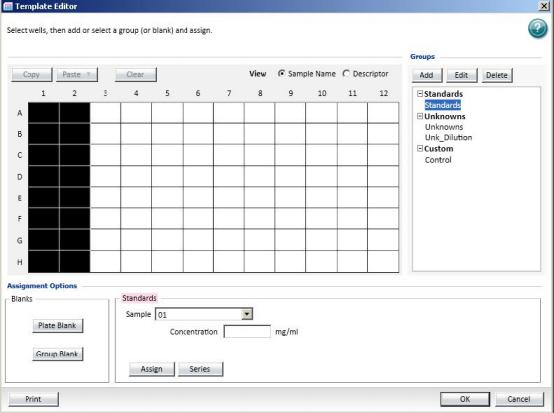 Template Editor
Select wells, then add or select a group (or blank) and assign.
?
Groups
Copy Paste Clear View Sample Name Descriptor
Add Edit Delete
1 2 3 4 5 6 7 8 9 10 11 12
Standards
Standards
Unknowns
Unknowns
Unk_Dilution
Custom
Control
A
B
C
D
E
F
G
H
Assignment Options
Blanks
Plate Blank
Group Blank
Standards
Sample 01
Concentration mg/ml
Assign Series
Print OK Cancel